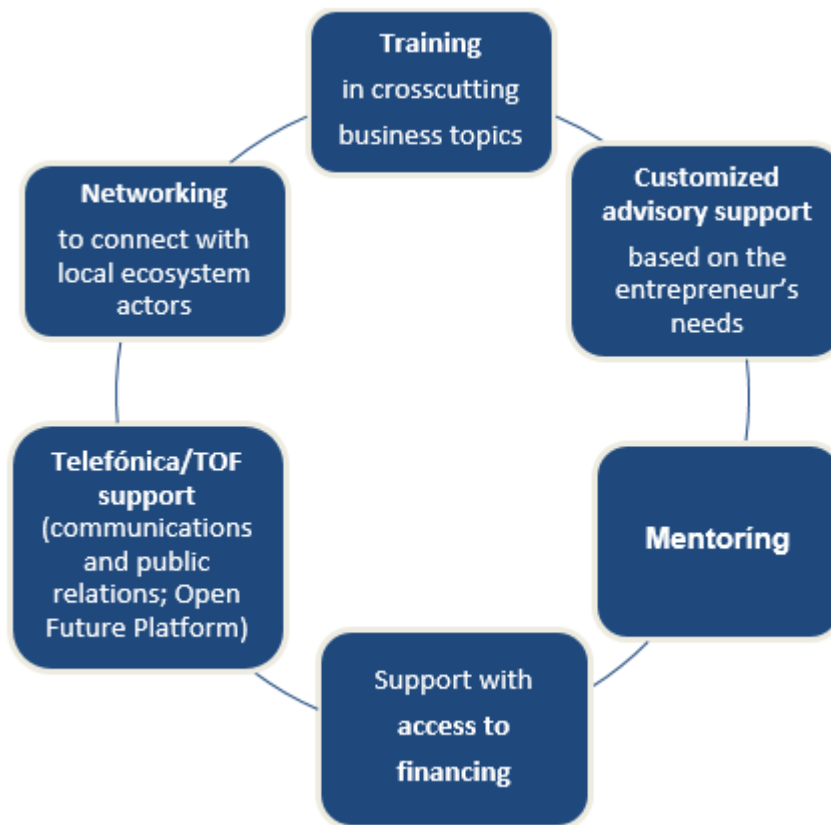 Training
in crosscutting
business topics
Customized
advisory support
based on the
entrepreneur's
needs
Mentoríng
Support with
access to
financing
Telefónica/TOF
support
(communications
and public
relations; Open
Future Platform)
Networking
to connect with
local ecosystem
actors